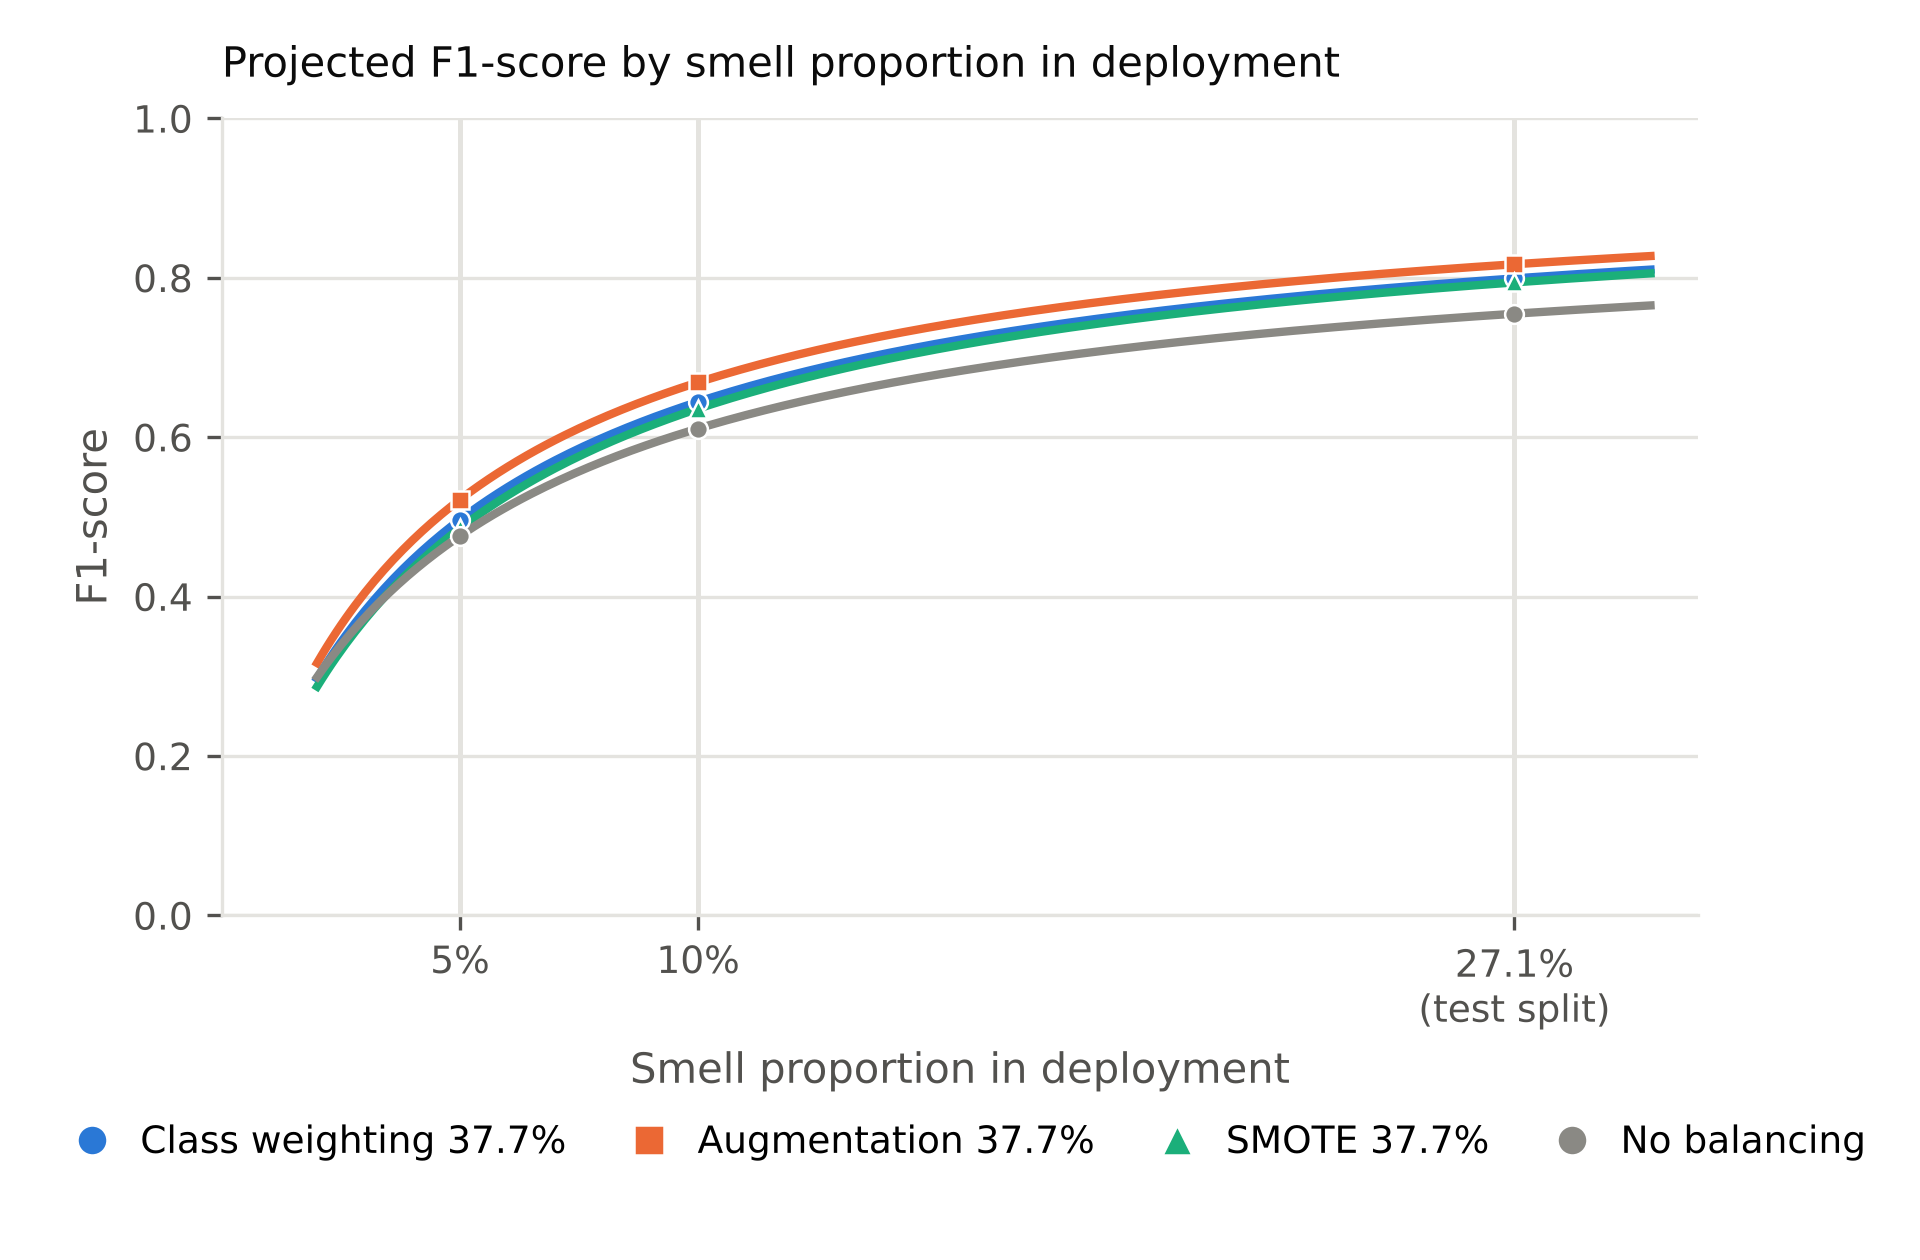 Projected F1-score by smell proportion in deployment
1.0
0.8
0.6
0.4
0.2
0.0
F1-score
5%
10%
27.1%
(test split)
Smell proportion in deployment
Class weighting 37.7%
Augmentation 37.7%
SMOTE 37.7%
No balancing